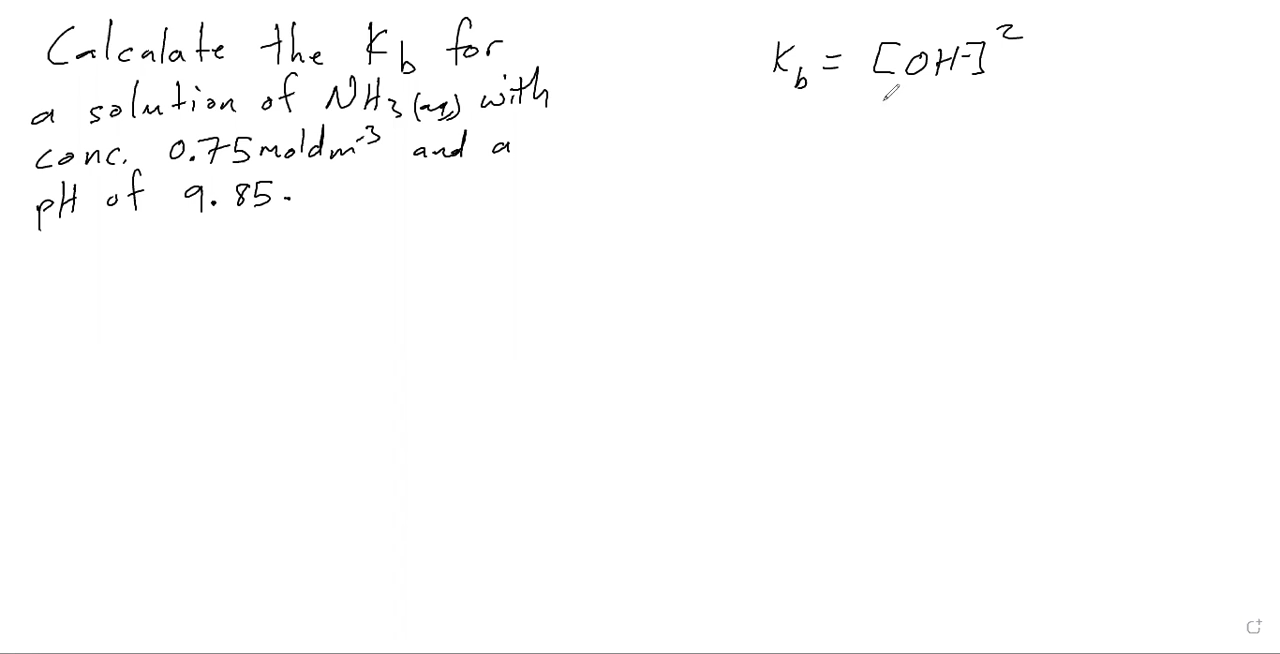 Calculate the Kb for
a solution of NH3(aq) with
conc. 0.75moldm-3 and a
pH of 9.85.
Kb = [OH-]2